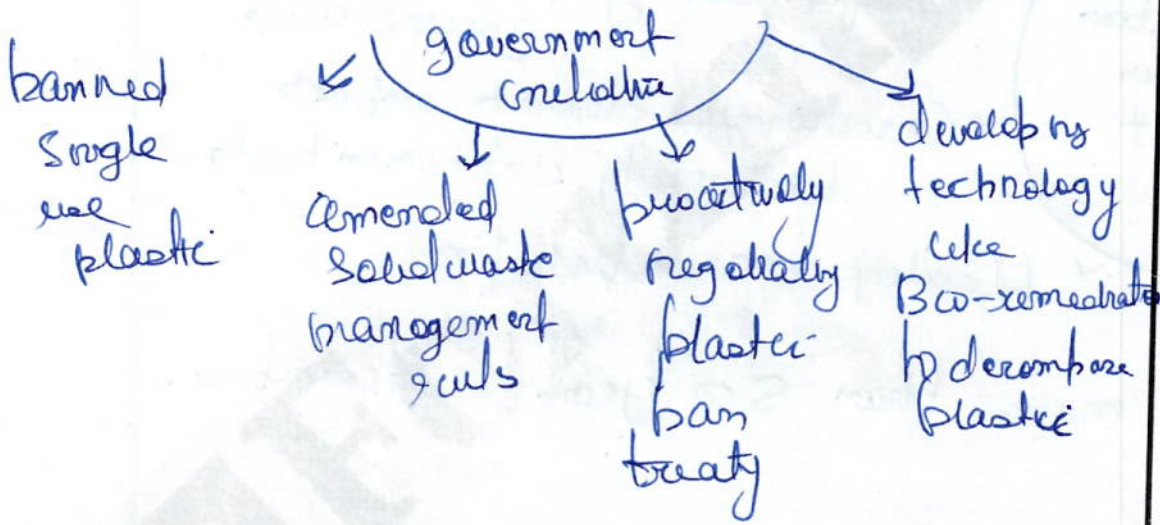 government
initiative
banned
single
use
plastic
amended
solid waste
management
rules
proactively
negotiating
plastic
ban
treaty
developing
technology
like
Bio-remediation
to decompose
plastic